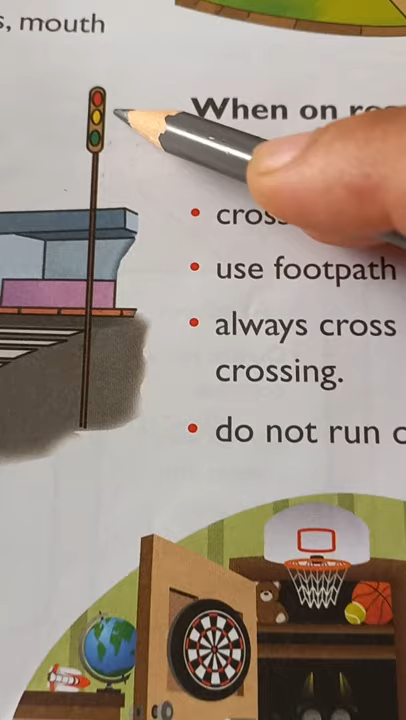 s, mouth
When on
cross
use footpath
always cross
crossing.
do not run